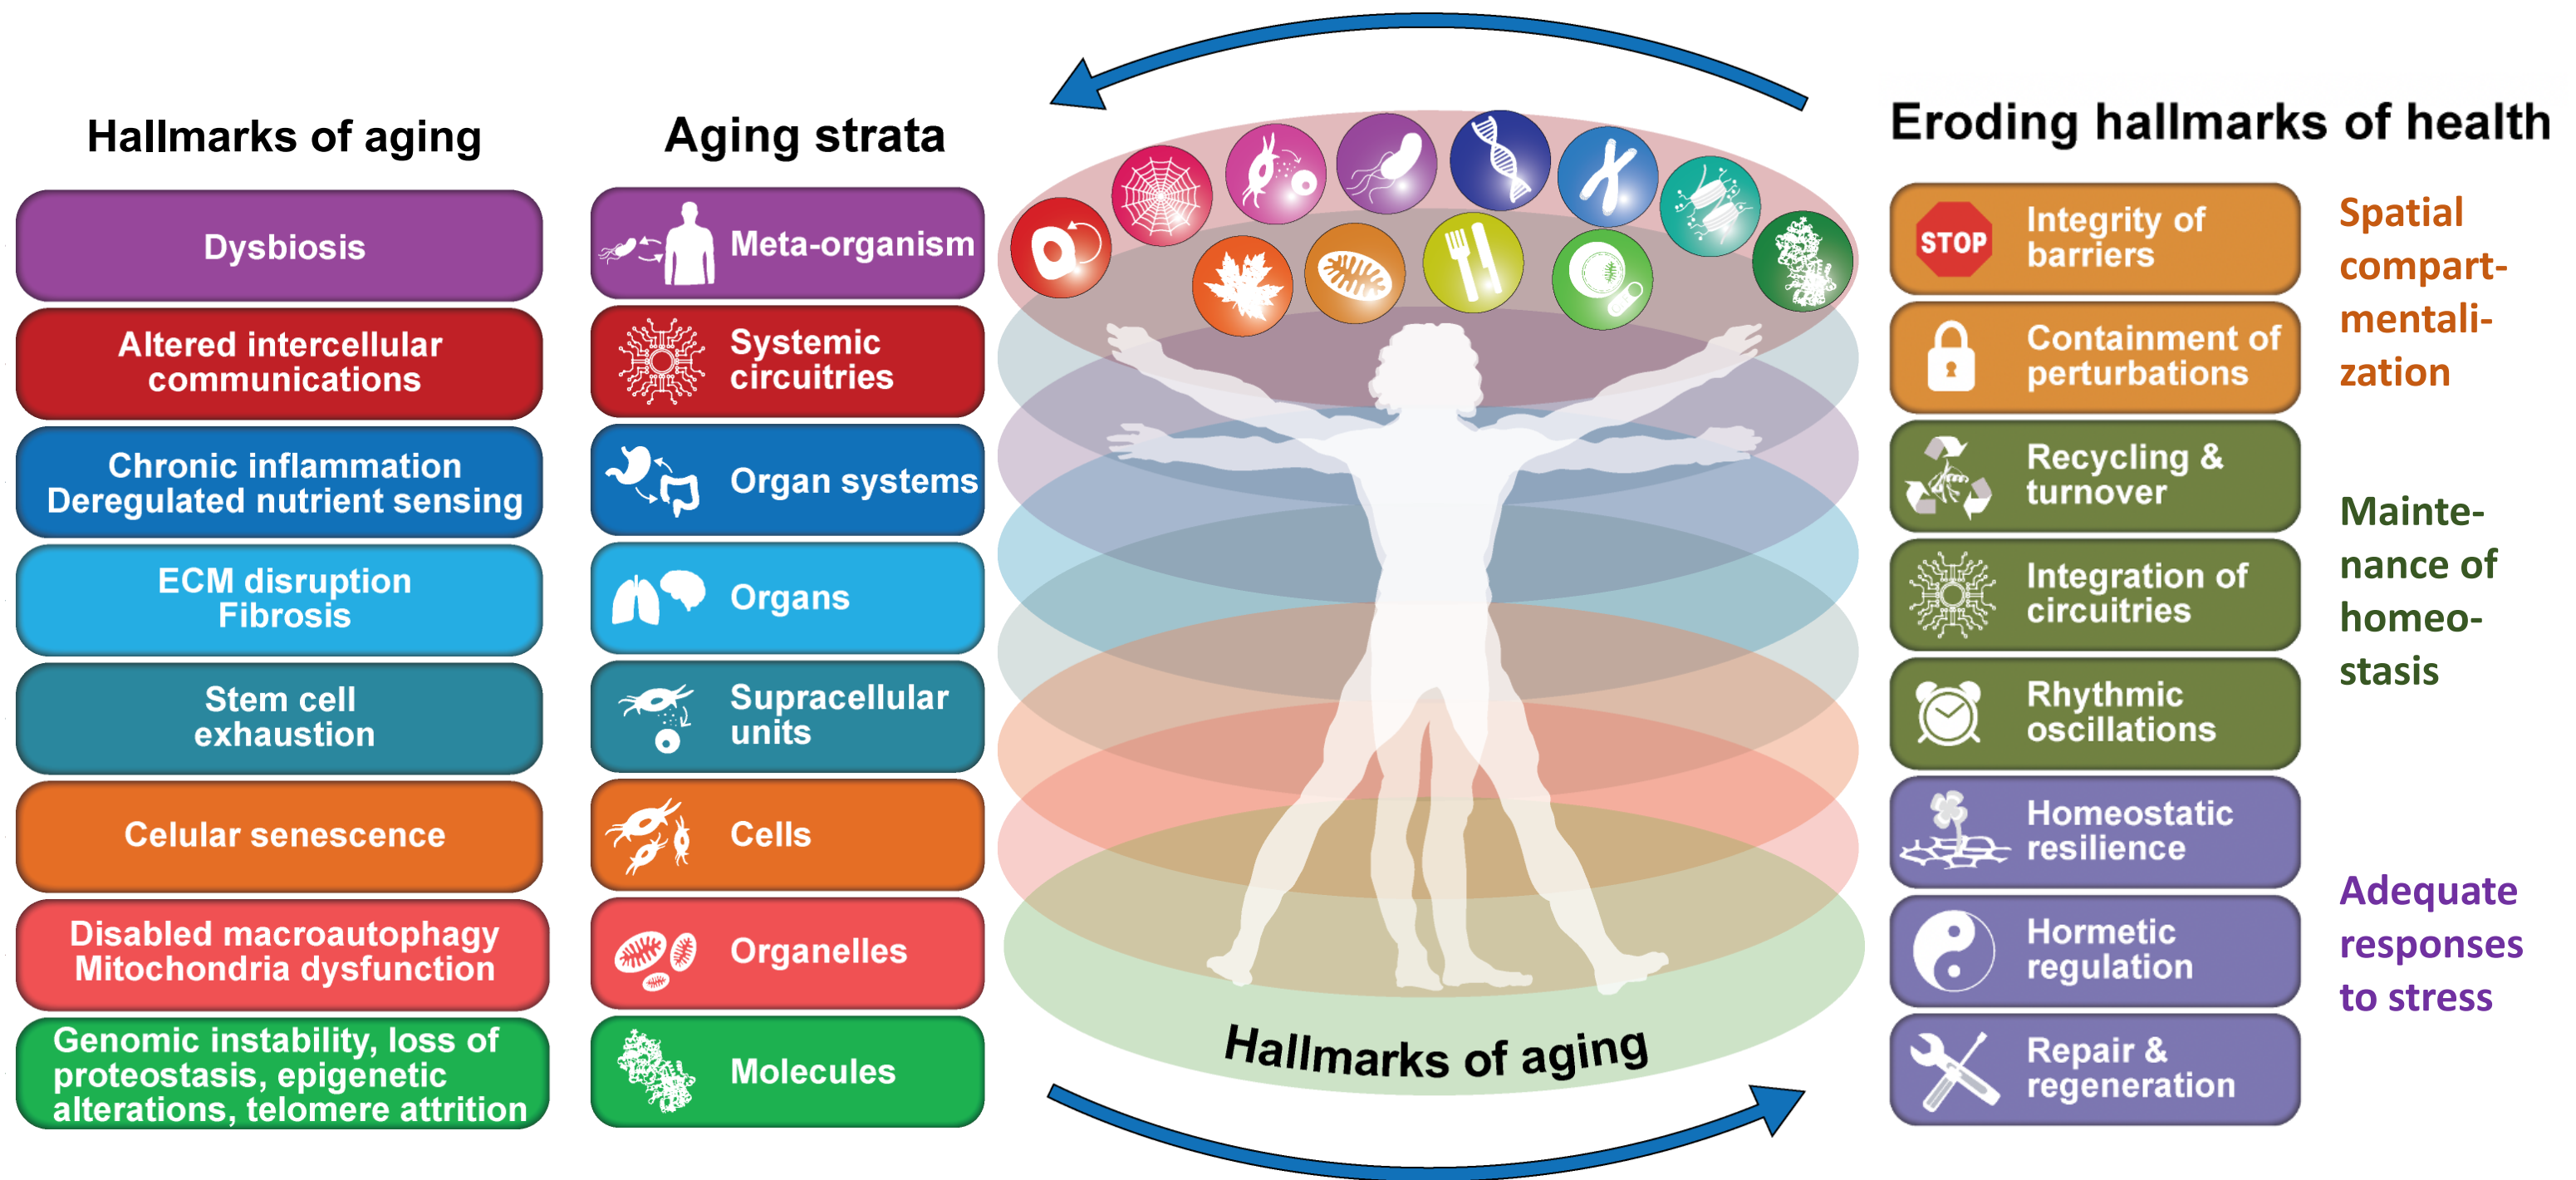 Hallmarks of aging
Dysbiosis
Altered intercellular
communications
Chronic inflammation
Deregulated nutrient sensing
ECM disruption
Fibrosis
Stem cell
exhaustion
Celular senescence
Disabled macroautophagy
Mitochondria dysfunction
Genomic instability, loss of
proteostasis, epigenetic
alterations, telomere attrition
Aging strata
Meta-organism
Systemic
circuitries
Organ systems
Organs
Supracellular
units
Cells
Organelles
Molecules
Hallmarks of aging
Eroding hallmarks of health
STOP
Integrity of
barriers
Containment of
perturbations
Recycling &
turnover
Integration of
circuitries
Rhythmic
oscillations
Homeostatic
resilience
Hormetic
regulation
Repair &
regeneration
Spatial
compart-
mentali-
zation
Mainte-
nance of
homeo-
stasis
Adequate
responses
to stress